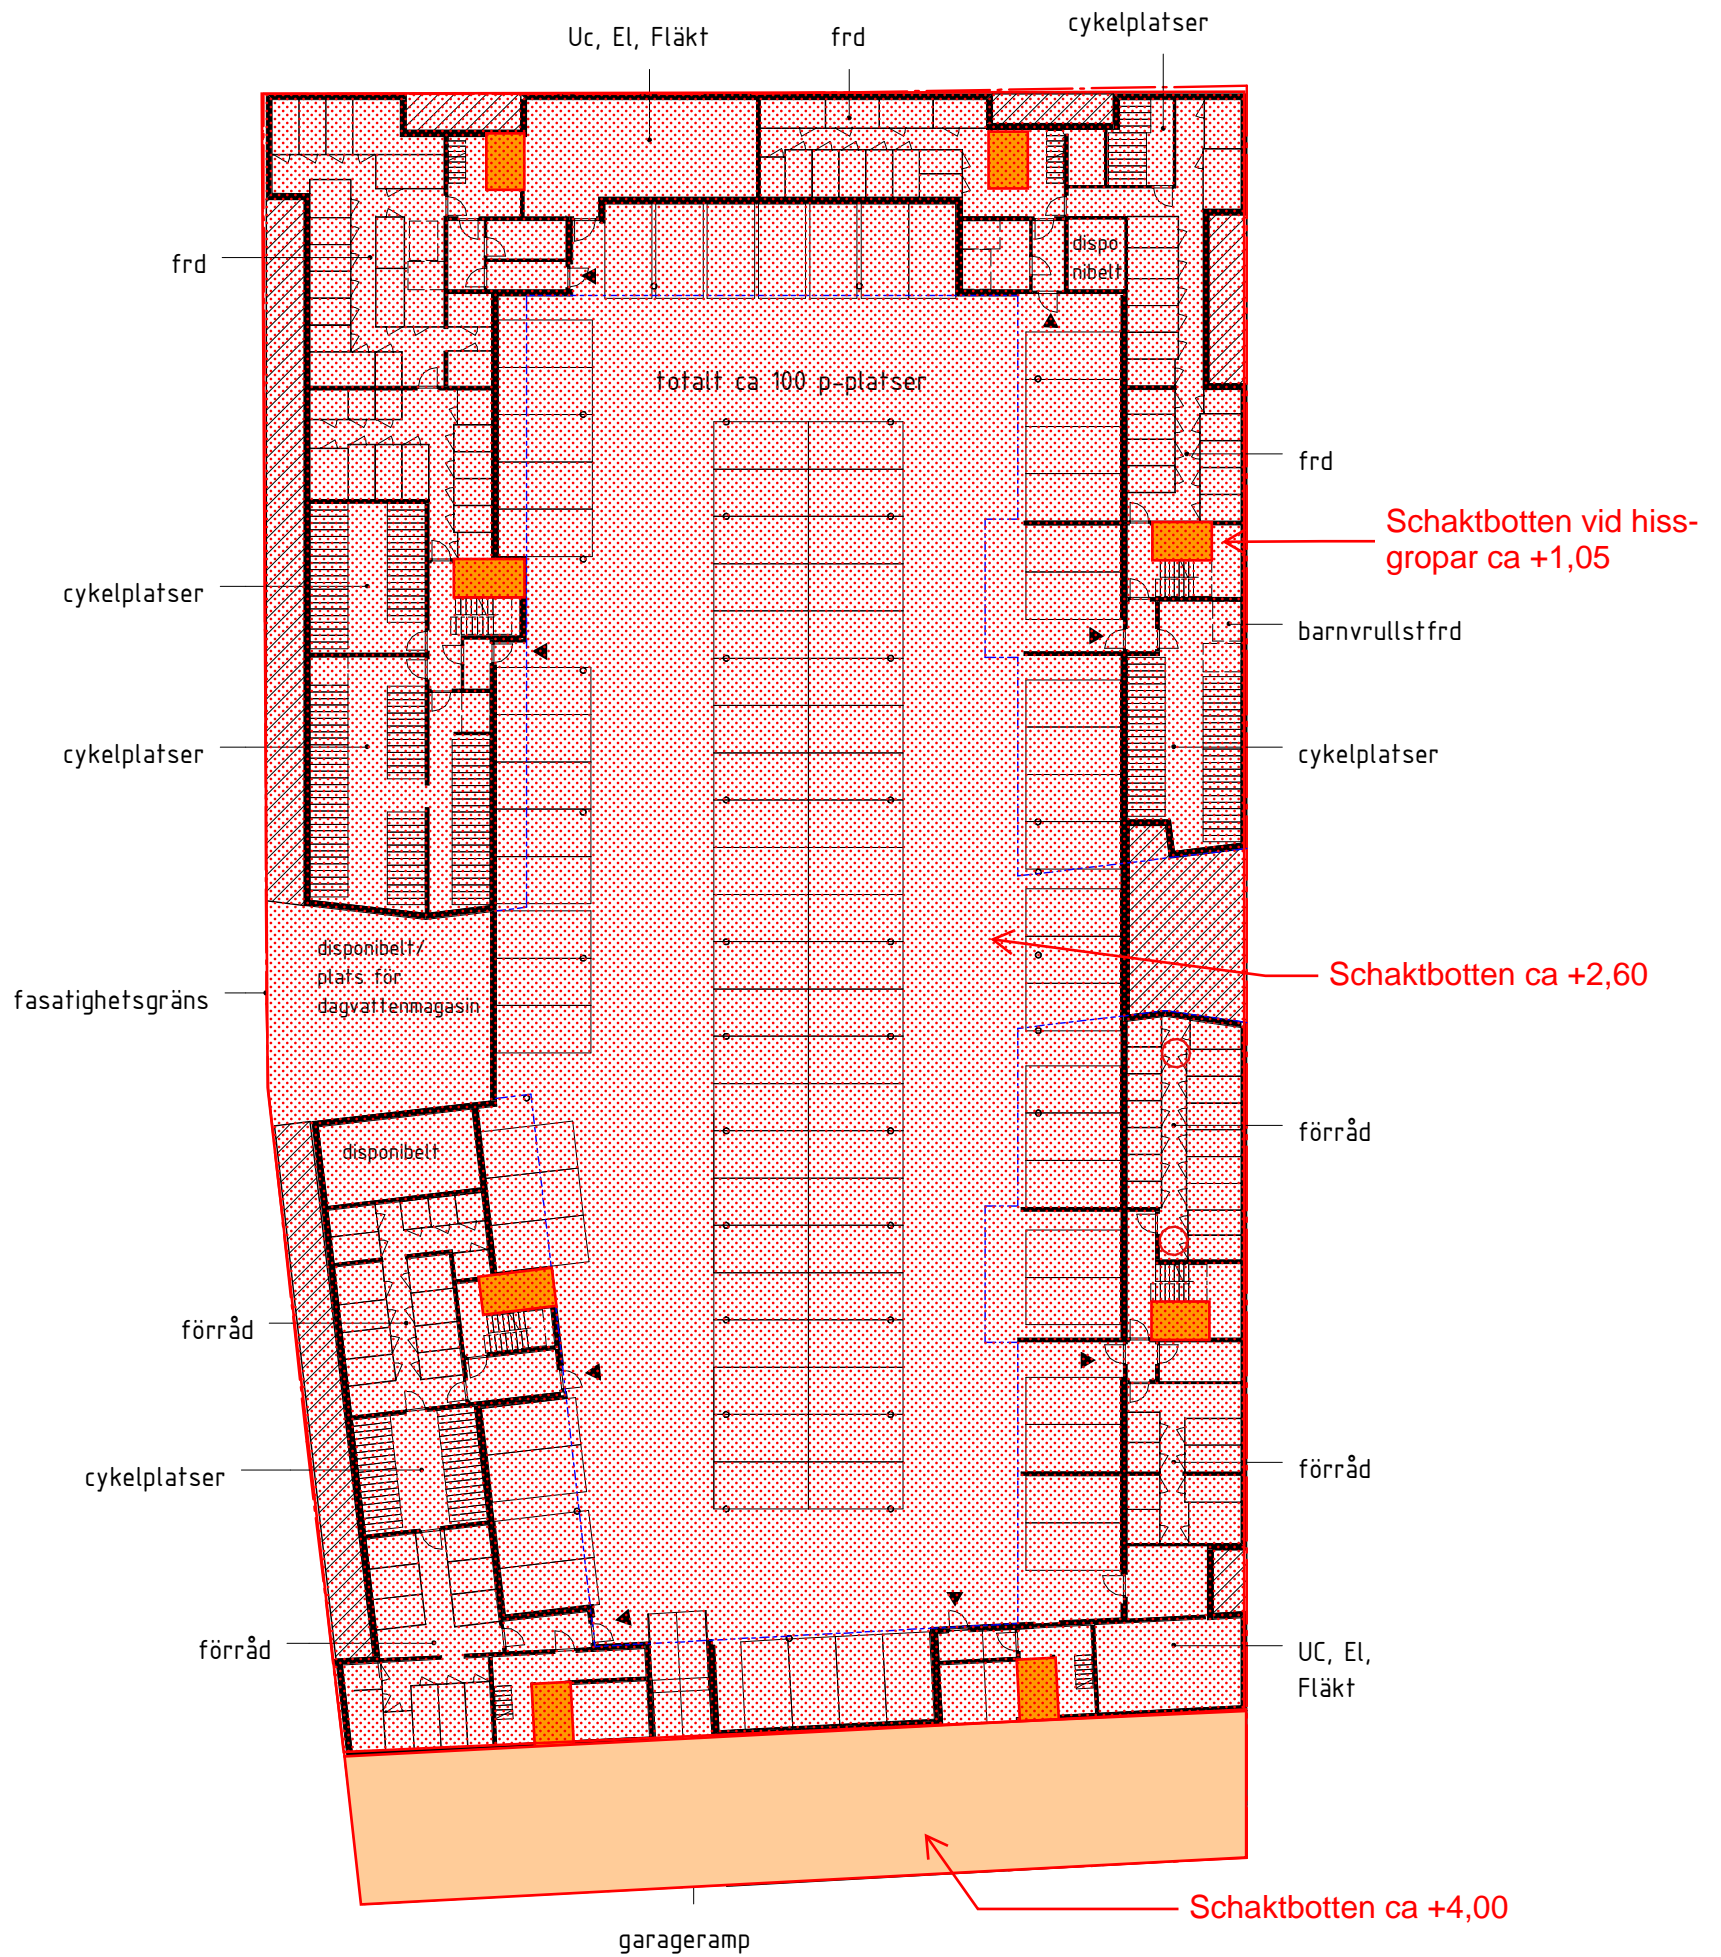 cykelplatser
Uc, El, Fläkt
frd
dispo
nibelt
frd
totalt ca 100 p-platser
frd
Schaktbotten vid hiss-
gropar ca +1,05
cykelplatser
barnvrullstfrd
cykelplatser
cykelplatser
disponibelt/
plats för
dagvattenmagasin
Schaktbotten ca +2,60
fasatighetsgräns
förråd
disponibelt
förråd
cykelplatser
förråd
förråd
UC, El,
Fläkt
Schaktbotten ca +4,00
garageramp